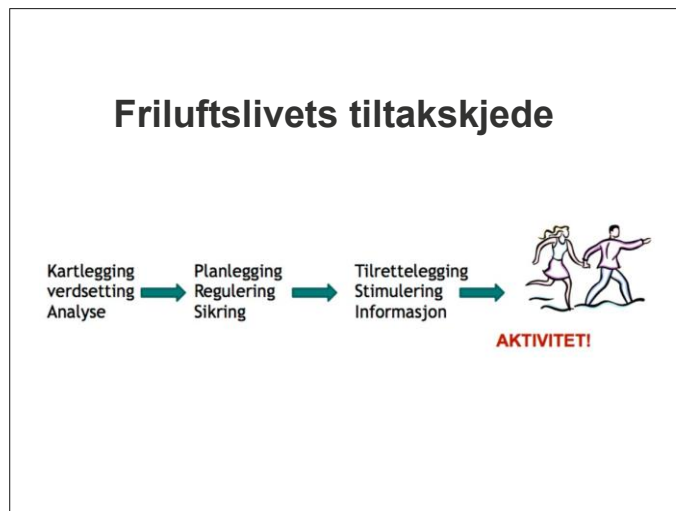 Friluftslivets tiltakskjede
Kartlegging
verdsetting
Analyse
Planlegging
Regulering
Sikring
Tilrettelegging
Stimulering
Informasjon
AKTIVITET!